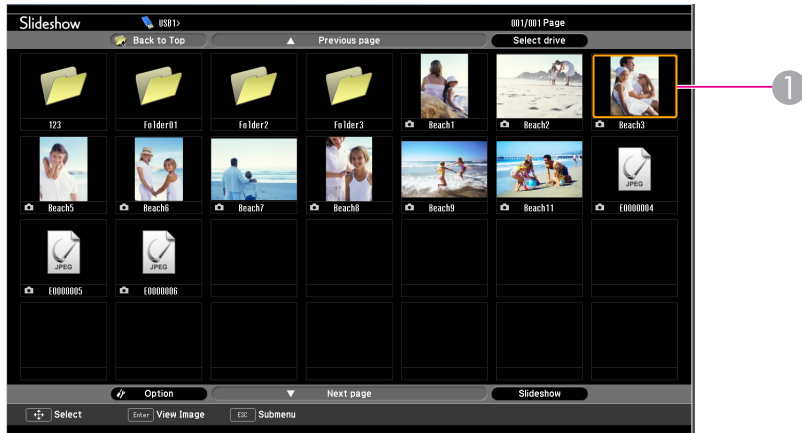 Slideshow USB1> 001/001 Page
Back to Top ▲ Previous page Select drive
123 Folder01 Folder2 Folder3 Beach1 Beach2 Beach3
1
Beach5 Beach6 Beach7 Beach8 Beach9 Beach11 E0000004
JPEG
E0000005 E0000006
JPEG JPEG
Option ▼ Next page Slideshow
Select Enter View Image ESC Submenu